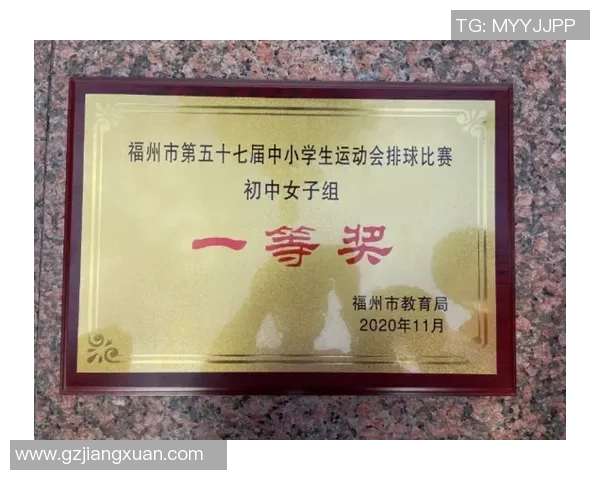 TG: MYYJJPP
福州市第五十七届中小学生运动会排球比赛
初中女子组
一等奖
福州市教育局
2020年11月
www.gzjiangxuan.com